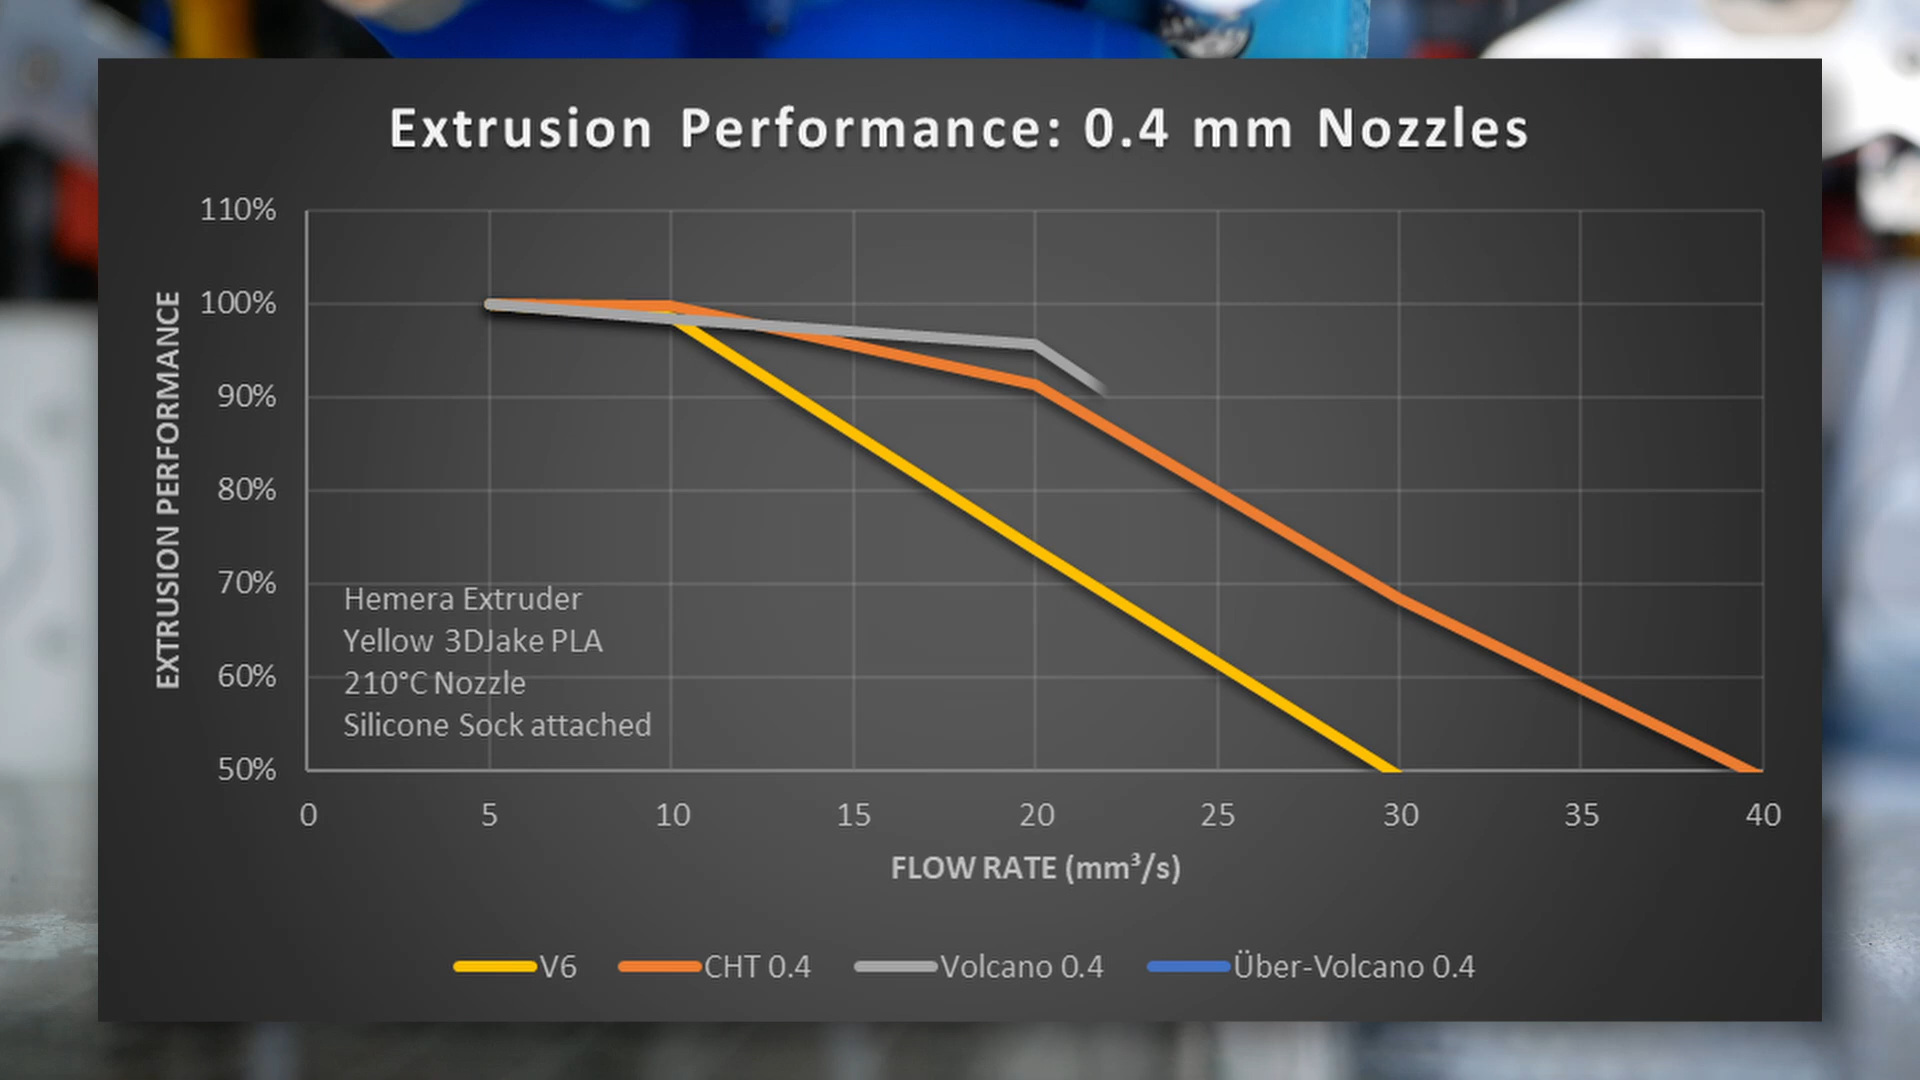 Extrusion Performance: 0.4 mm Nozzles
110%
100%
90%
80%
70%
60%
50%
EXTRUSION PERFORMANCE
Hemera Extruder
Yellow 3DJake PLA
210°C Nozzle
Silicone Sock attached
0 5 10 15 20 25 30 35 40
FLOW RATE (mm³/s)
V6 CHT 0.4 Volcano 0.4 Über-Volcano 0.4